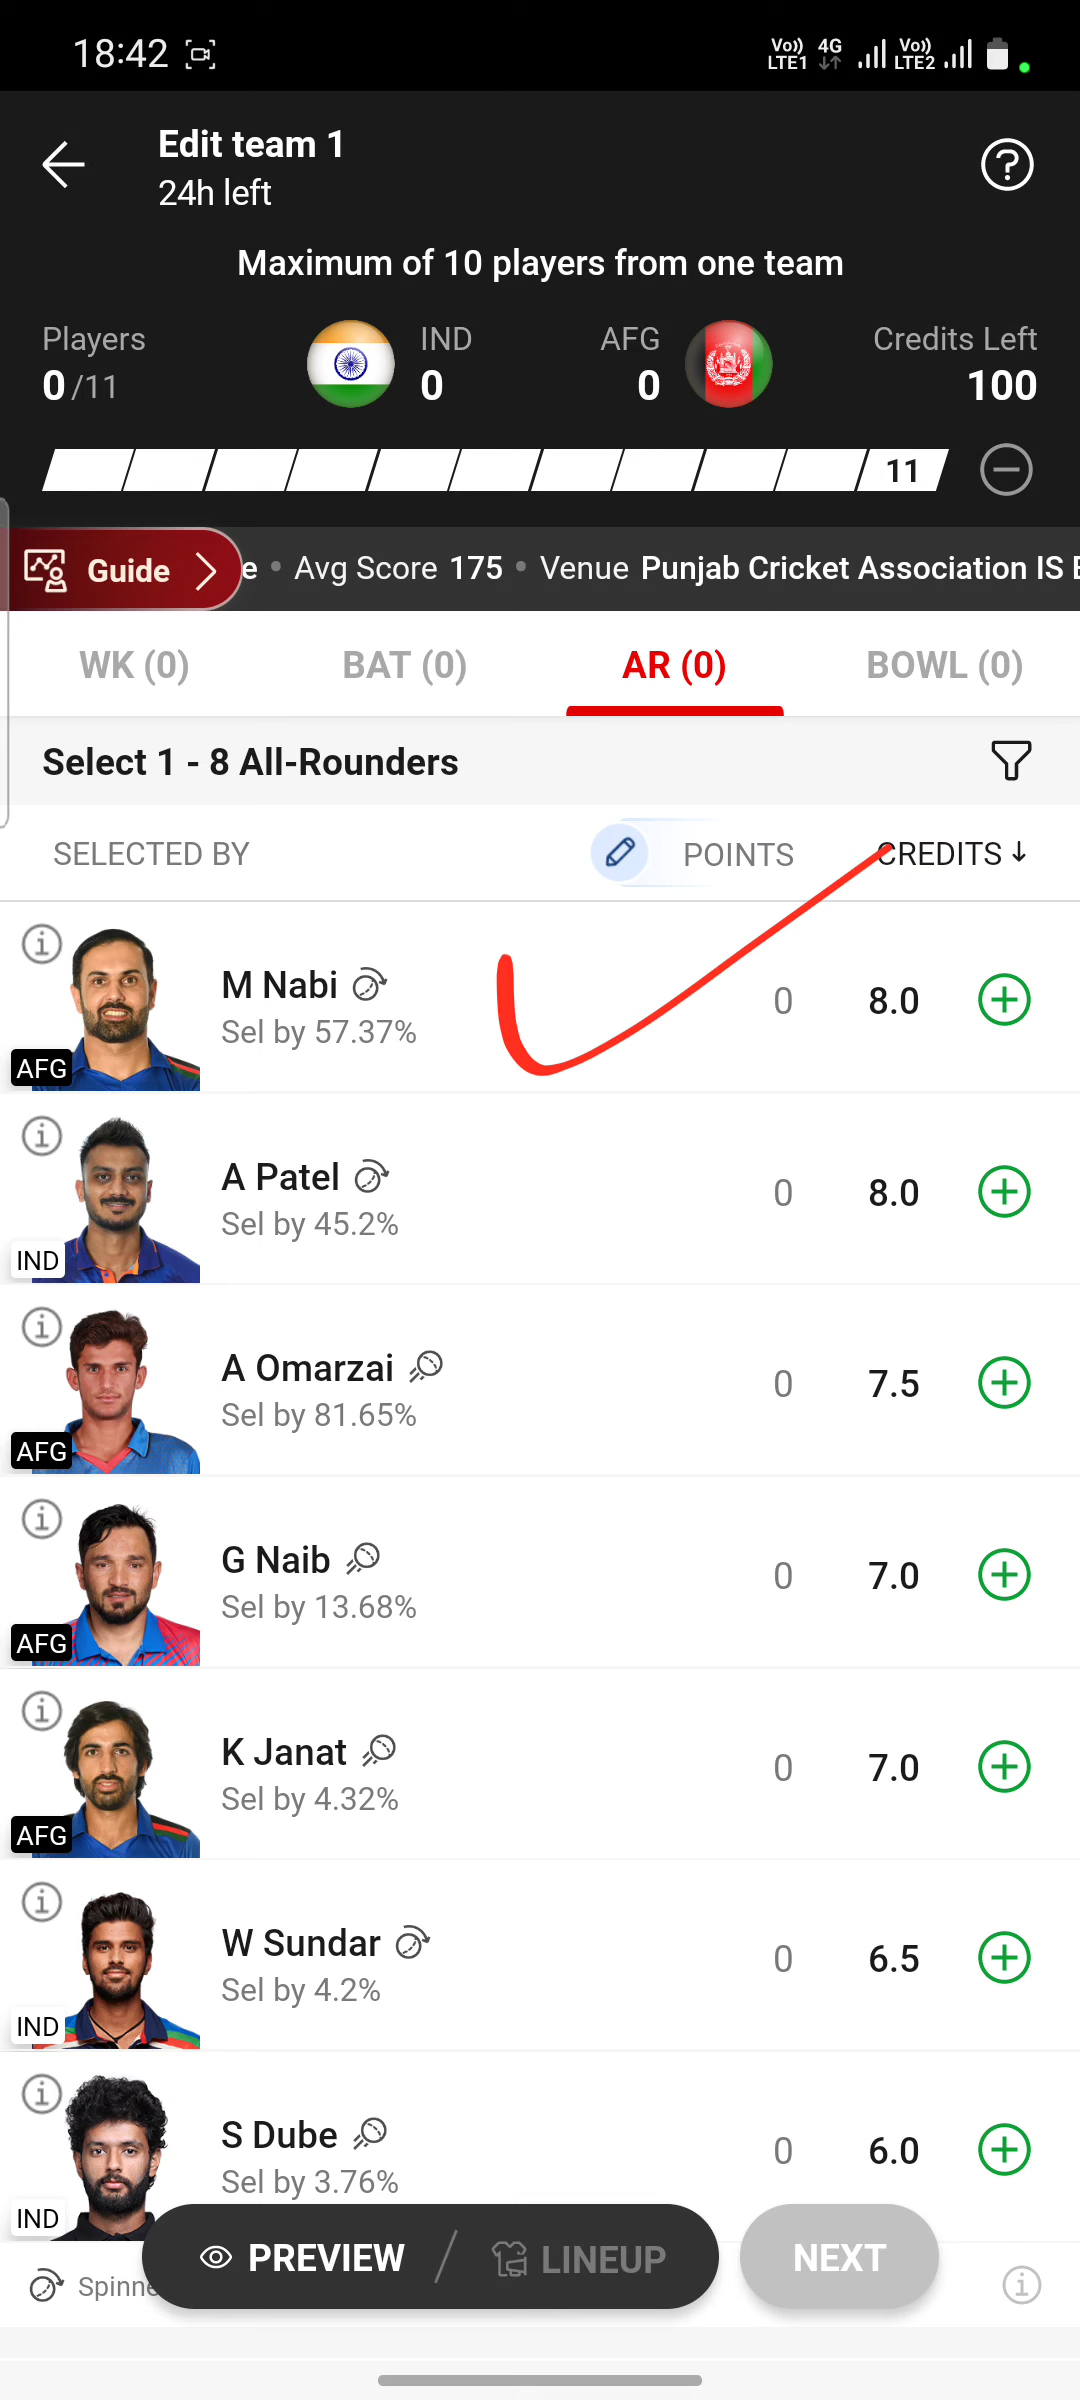 18:42
Vo)) LTE1 4G Vo)) LTE2
Edit team 1
24h left
Maximum of 10 players from one team
Players IND AFG Credits Left
0/11 0 0 100
11
Guide e • Avg Score 175 • Venue Punjab Cricket Association IS
WK (0) BAT (0) AR (0) BOWL (0)
Select 1 - 8 All-Rounders
SELECTED BY POINTS CREDITS ↓
M Nabi
Sel by 57.37%
0 8.0
AFG
A Patel
Sel by 45.2%
0 8.0
IND
A Omarzai
Sel by 81.65%
0 7.5
AFG
G Naib
Sel by 13.68%
0 7.0
AFG
K Janat
Sel by 4.32%
0 7.0
AFG
W Sundar
Sel by 4.2%
0 6.5
IND
S Dube
Sel by 3.76%
0 6.0
IND
PREVIEW LINEUP NEXT
Spinne